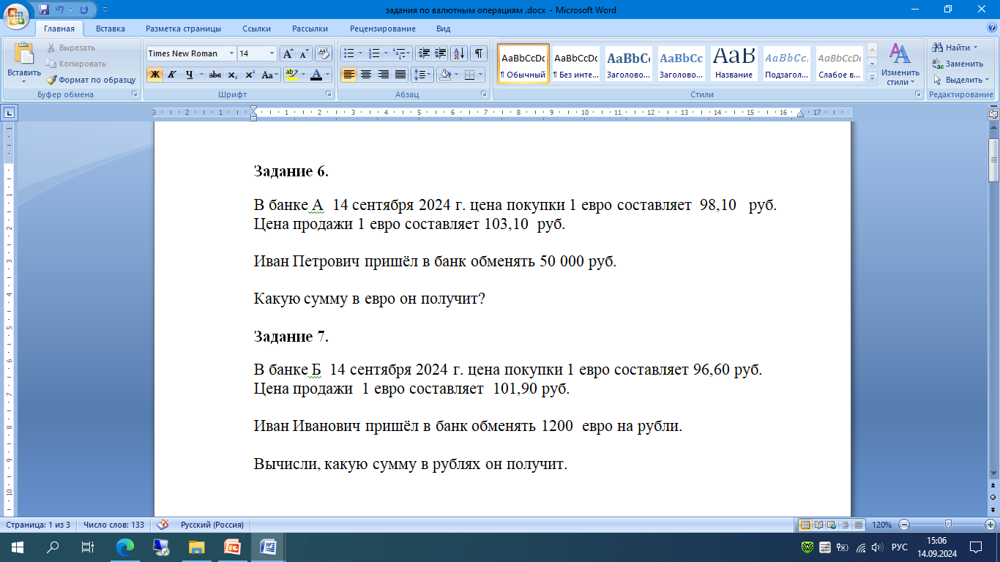 задания по валютным операциям .docx - Microsoft Word
Главная Вставка Разметка страницы Ссылки Рассылки Рецензирование Вид
Вставить
Вырезать
Копировать
Формат по образцу
Буфер обмена
Times New Roman 14
Ж К Ч abc x₂ x² Aa
Шрифт
Абзац
AaBbCcDc AaBbCcDc AaBbCc AaBbCc АаВ AaBbCc. AaBbCcDc
¶ Обычный ¶ Без инте... Заголово... Заголово... Название Подзагол... Слабое в...
Изменить стили
Стили
Найти
Заменить
Выделить
Редактирование
3 2 1 1 2 3 4 5 6 7 8 9 10 11 12 13 14 15 16 17
Задание 6.
В банке А 14 сентября 2024 г. цена покупки 1 евро составляет 98,10 руб.
Цена продажи 1 евро составляет 103,10 руб.
Иван Петрович пришёл в банк обменять 50 000 руб.
Какую сумму в евро он получит?
Задание 7.
В банке Б 14 сентября 2024 г. цена покупки 1 евро составляет 96,60 руб.
Цена продажи 1 евро составляет 101,90 руб.
Иван Иванович пришёл в банк обменять 1200 евро на рубли.
Вычисли, какую сумму в рублях он получит.
Страница: 1 из 3 Число слов: 133 Русский (Россия) 120%
РУС
15:06
14.09.2024